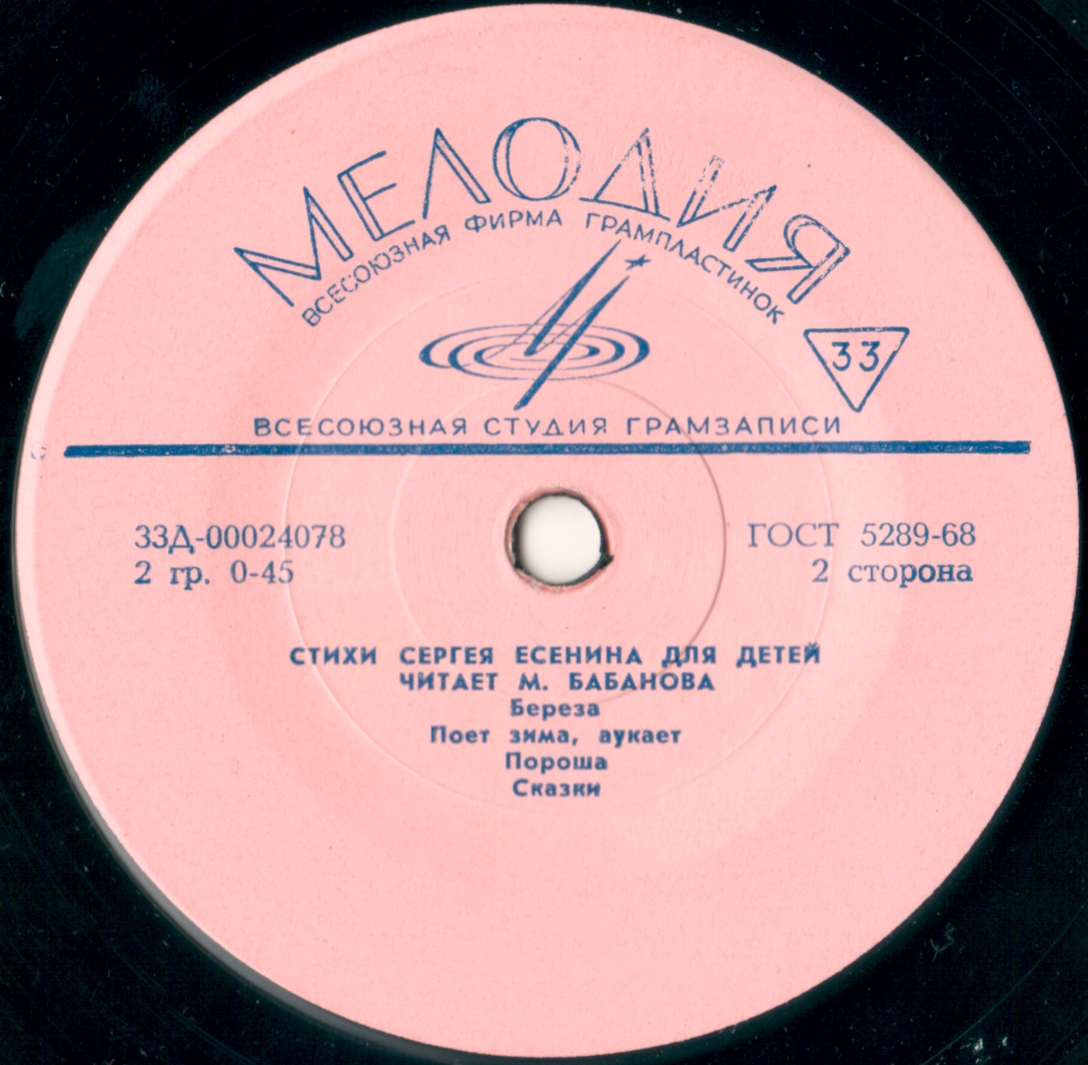 МЕЛОДИЯ
ВСЕСОЮЗНАЯ ФИРМА ГРАМПЛАСТИНОК
33
ВСЕСОЮЗНАЯ СТУДИЯ ГРАМЗАПИСИ
33Д-00024078
2 гр. 0-45
ГОСТ 5289-68
2 сторона
СТИХИ СЕРГЕЯ ЕСЕНИНА ДЛЯ ДЕТЕЙ
ЧИТАЕТ М. БАБАНОВА
Береза
Поет зима, аукает
Пороша
Сказки